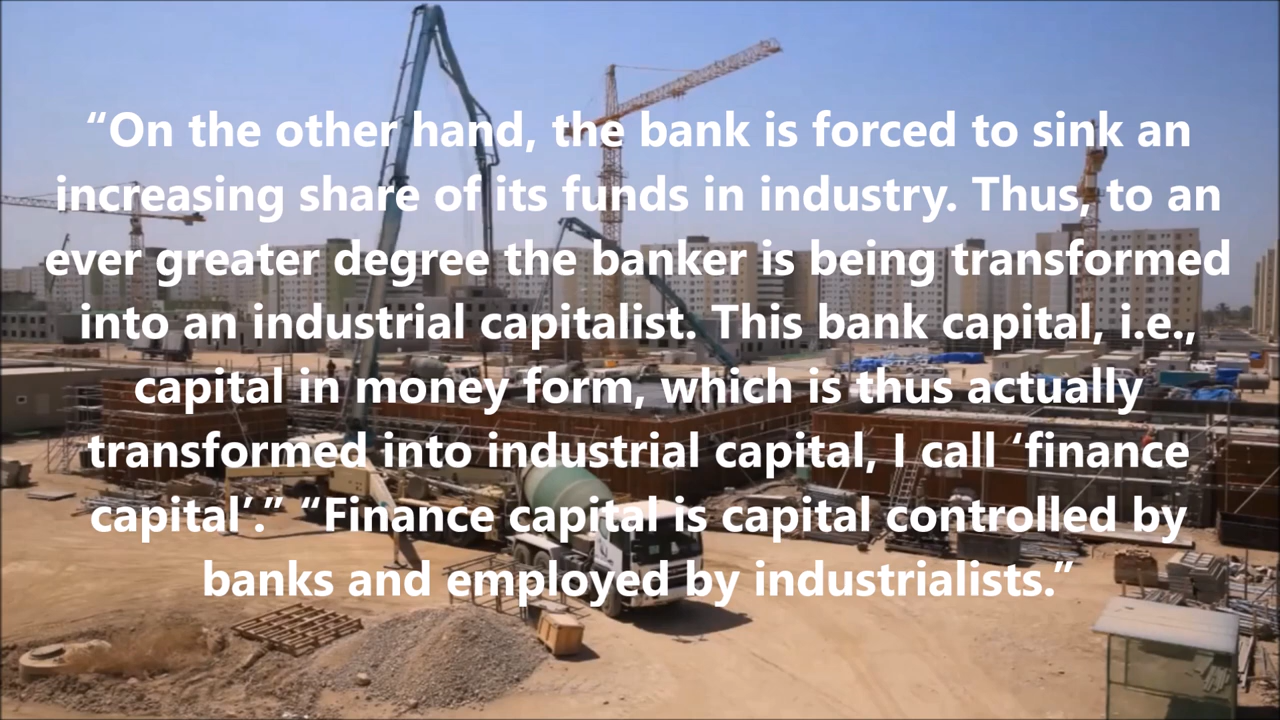 “On the other hand, the bank is forced to sink an
increasing share of its funds in industry. Thus, to an
ever greater degree the banker is being transformed
into an industrial capitalist. This bank capital, i.e.,
capital in money form, which is thus actually
transformed into industrial capital, I call ‘finance
capital’.” “Finance capital is capital controlled by
banks and employed by industrialists.”